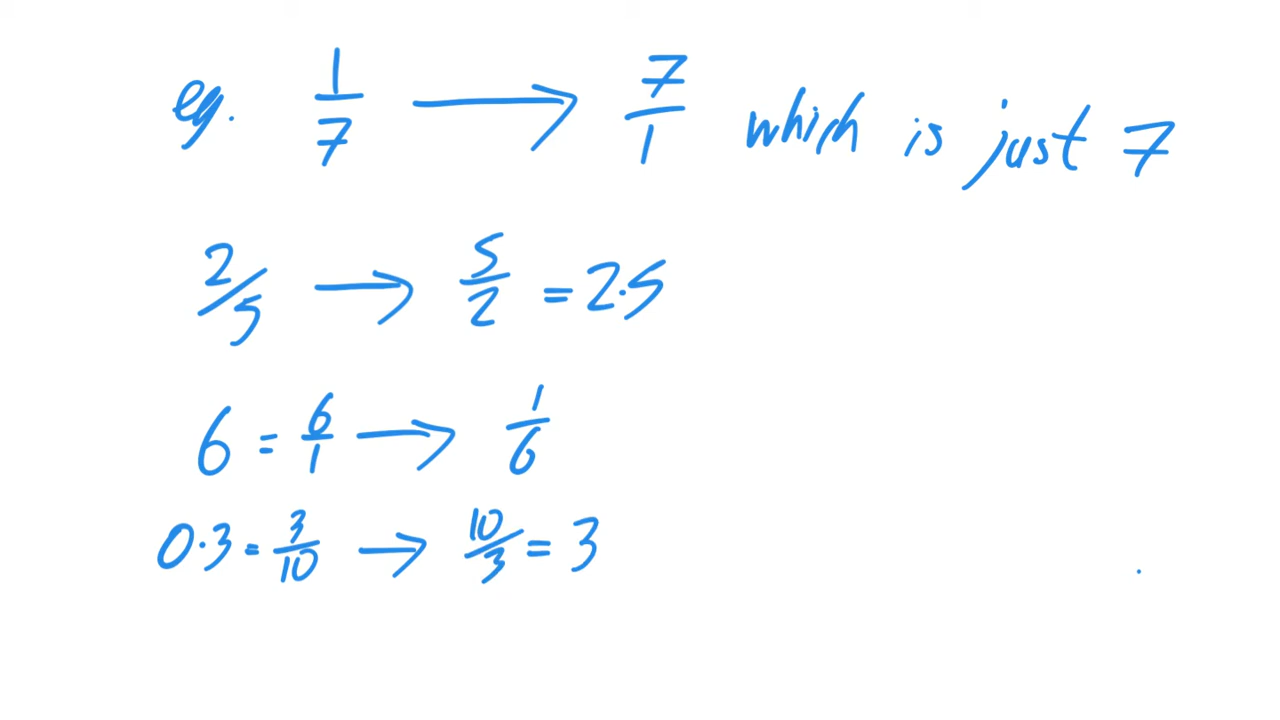 eg. 1/7 → 7/1 which is just 7
2/5 → 5/2 = 2.5
6 = 6/1 → 1/6
0.3 = 3/10 → 10/3 = 3